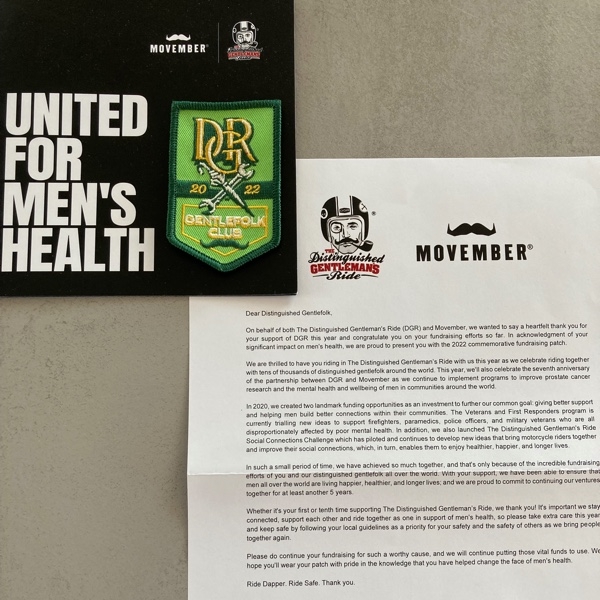 MOVEMBER®
THE
Distinguished
GENTLEMAN'S
Ride
UNITED
FOR
MEN'S
HEALTH
DGR
20 22
GENTLEFOLK
CLUB
THE
Distinguished
GENTLEMAN'S
Ride
®
MOVEMBER®
Dear Distinguished Gentlefolk,
On behalf of both The Distinguished Gentleman's Ride (DGR) and Movember, we wanted to say a heartfelt thank you for
your support of DGR this year and congratulate you on your fundraising efforts so far. In acknowledgment of your
significant impact on men's health, we are proud to present you with the 2022 commemorative fundraising patch.
We are thrilled to have you riding in The Distinguished Gentleman's Ride with us this year as we celebrate riding together
with tens of thousands of distinguished gentlefolk around the world. This year, we'll also celebrate the seventh anniversary
of the partnership between DGR and Movember as we continue to implement programs to improve prostate cancer
research and the mental health and wellbeing of men in communities around the world.
In 2020, we created two landmark funding opportunities as an investment to further our common goal: giving better support
and helping men build better connections within their communities. The Veterans and First Responders program is
currently trialling new ideas to support firefighters, paramedics, police officers, and military veterans who are all
disproportionately affected by poor mental health. In addition, we also launched The Distinguished Gentleman's Ride
Social Connections Challenge which has piloted and continues to develop new ideas that bring motorcycle riders together
and improve their social connections, which, in turn, enables them to enjoy healthier, happier, and longer lives.
In such a small period of time, we have achieved so much together, and that's only because of the incredible fundraising
efforts of you and our distinguished gentlefolk all over the world. With your support, we have been able to ensure that
men all over the world are living happier, healthier, and longer lives; and we are proud to commit to continuing our ventures
together for at least another 5 years.
Whether it's your first or tenth time supporting The Distinguished Gentleman's Ride, we thank you! It's important we stay
connected, support each other and ride together as one in support of men's health, so please take extra care this year
and keep safe by following your local guidelines as a priority for your safety and the safety of others as we bring people
together again.
Please do continue your fundraising for such a worthy cause, and we will continue putting those vital funds to use. We
hope you'll wear your patch with pride in the knowledge that you have helped change the face of men's health.
Ride Dapper. Ride Safe. Thank you.